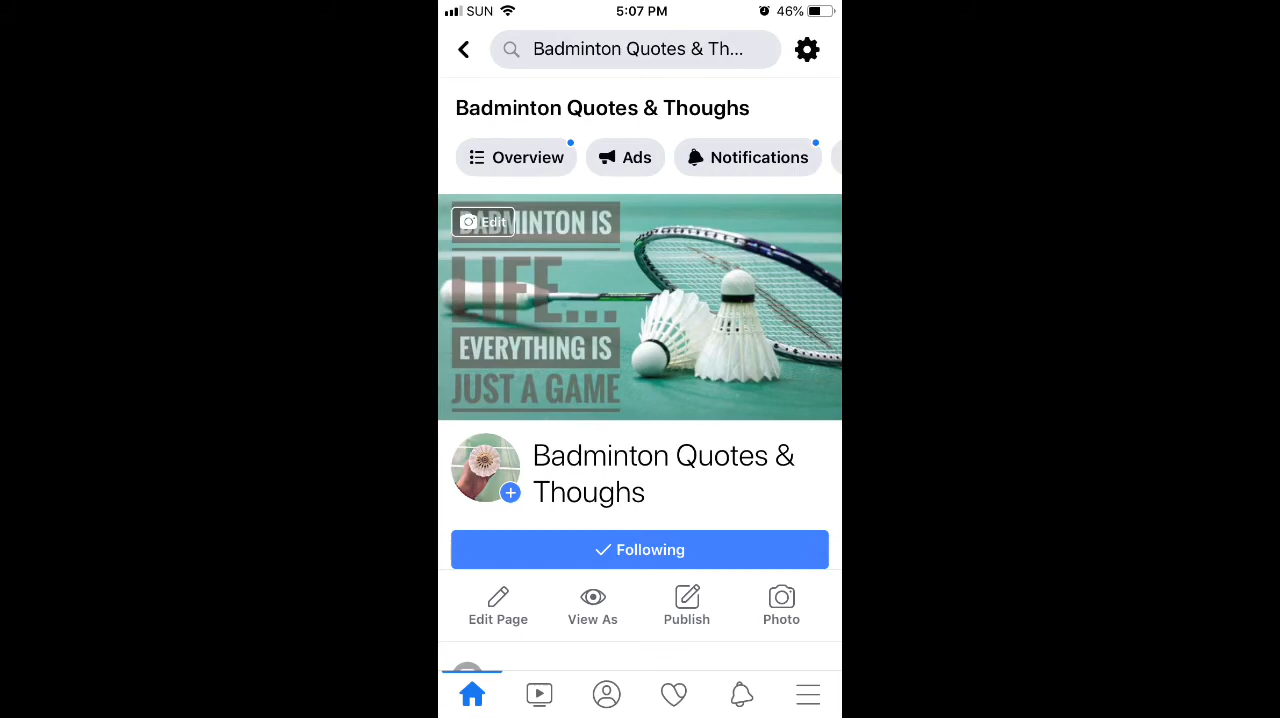 SUN 5:07 PM 46%
Badminton Quotes & Th...
Badminton Quotes & Thoughs
Overview Ads Notifications
Edit
BADMINTON IS
LIFE...
EVERYTHING IS
JUST A GAME
Badminton Quotes &
Thoughs
Following
Edit Page View As Publish Photo